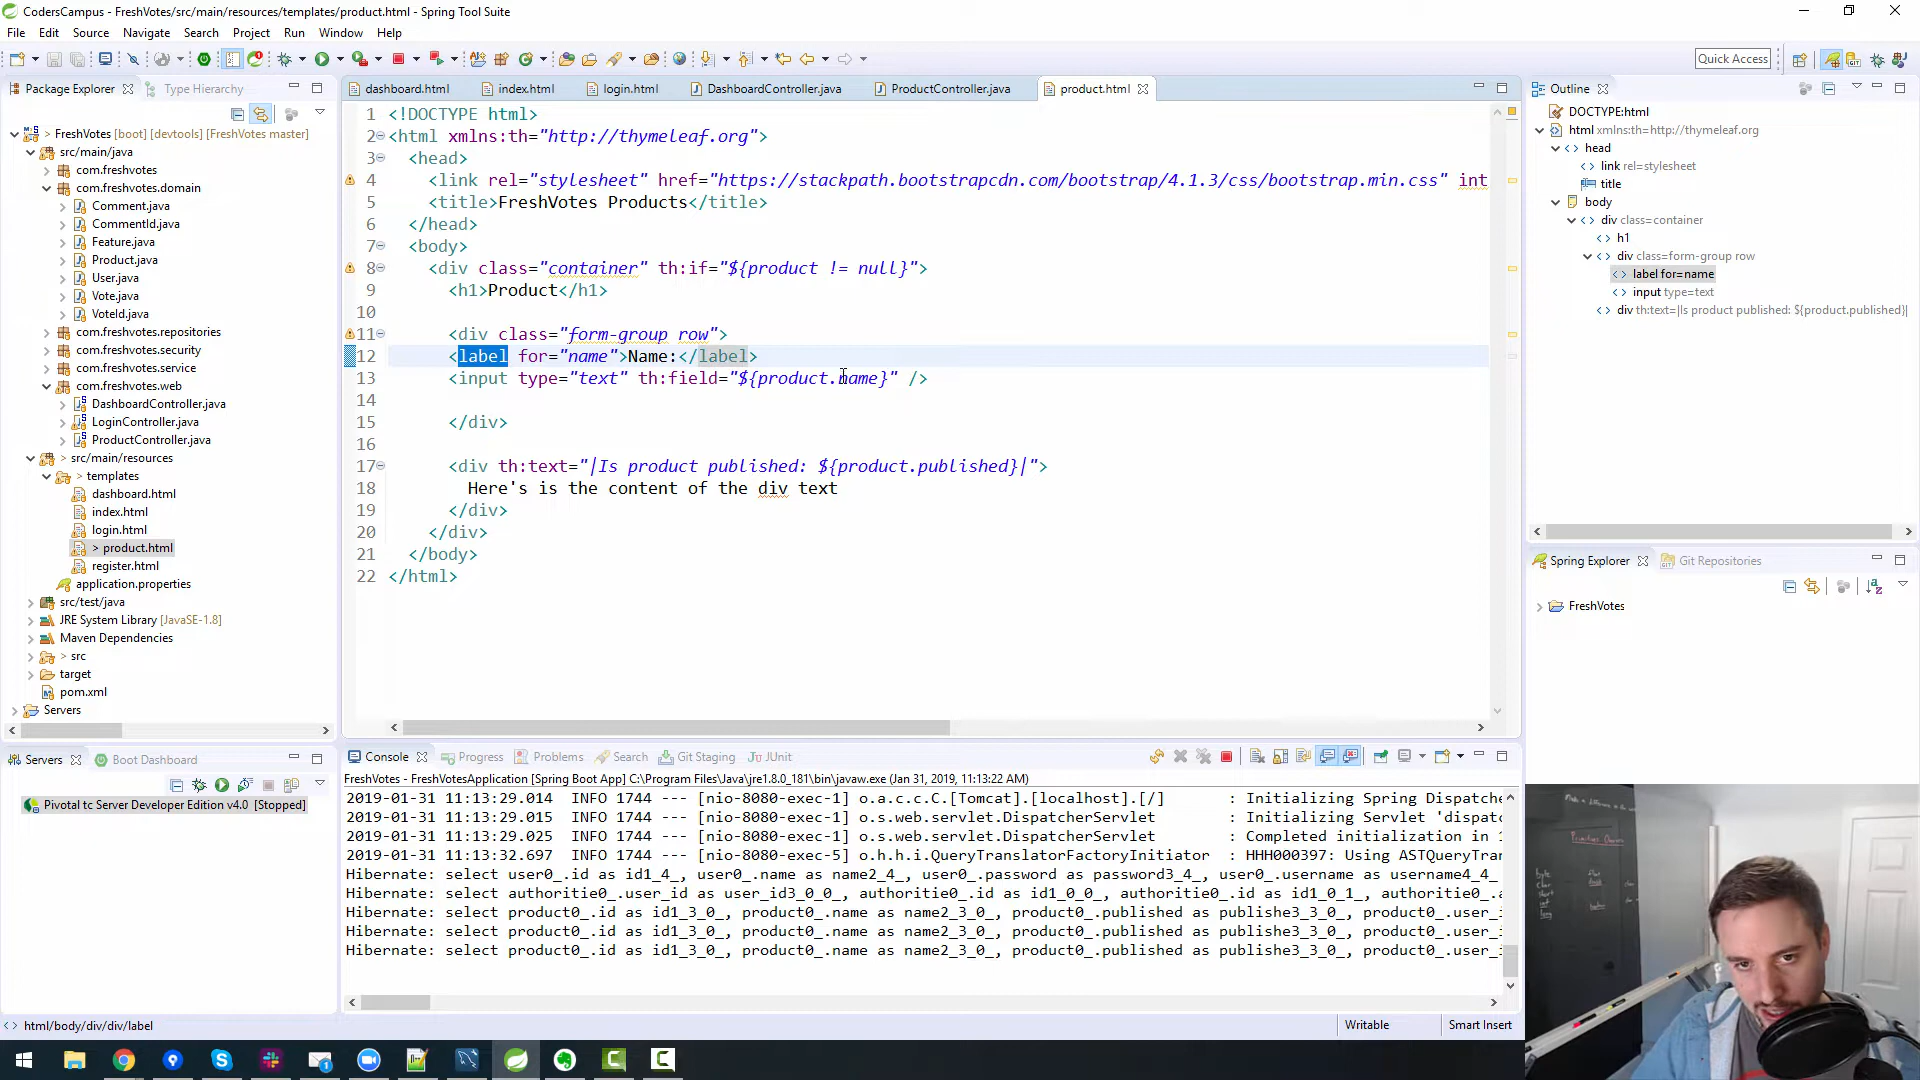 CodersCampus - FreshVotes/src/main/resources/templates/product.html - Spring Tool Suite
File Edit Source Navigate Search Project Run Window Help
Quick Access
Package Explorer Type Hierarchy
dashboard.html index.html login.html DashboardController.java ProductController.java product.html
Outline
> FreshVotes [boot] [devtools] [FreshVotes master]
src/main/java
com.freshvotes
com.freshvotes.domain
Comment.java
CommentId.java
Feature.java
Product.java
User.java
Vote.java
VoteId.java
com.freshvotes.repositories
com.freshvotes.security
com.freshvotes.service
com.freshvotes.web
DashboardController.java
LoginController.java
ProductController.java
> src/main/resources
> templates
dashboard.html
index.html
login.html
> product.html
register.html
application.properties
src/test/java
JRE System Library [JavaSE-1.8]
Maven Dependencies
> src
target
pom.xml
Servers
1 <!DOCTYPE html>
2 <html xmlns:th="http://thymeleaf.org">
3 <head>
4 <link rel="stylesheet" href="https://stackpath.bootstrapcdn.com/bootstrap/4.1.3/css/bootstrap.min.css" int
5 <title>FreshVotes Products</title>
6 </head>
7 <body>
8 <div class="container" th:if="${product != null}">
9 <h1>Product</h1>
10
11 <div class="form-group row">
12 <label for="name">Name:</label>
13 <input type="text" th:field="${product.name}" />
14
15 </div>
16
17 <div th:text="|Is product published: ${product.published}|">
18 Here's is the content of the div text
19 </div>
20 </div>
21 </body>
22 </html>
DOCTYPE:html
html xmlns:th=http://thymeleaf.org
head
link rel=stylesheet
title
body
div class=container
h1
div class=form-group row
label for=name
input type=text
div th:text=|Is product published: ${product.published}|
Spring Explorer Git Repositories
FreshVotes
Servers Boot Dashboard
Pivotal tc Server Developer Edition v4.0 [Stopped]
Console Progress Problems Search Git Staging JUnit
FreshVotes - FreshVotesApplication [Spring Boot App] C:\Program Files\Java\jre1.8.0_181\bin\javaw.exe (Jan 31, 2019, 11:13:22 AM)
2019-01-31 11:13:29.014 INFO 1744 --- [nio-8080-exec-1] o.a.c.c.C.[Tomcat].[localhost].[/] : Initializing Spring Dispatche
2019-01-31 11:13:29.015 INFO 1744 --- [nio-8080-exec-1] o.s.web.servlet.DispatcherServlet : Initializing Servlet 'dispatc
2019-01-31 11:13:29.025 INFO 1744 --- [nio-8080-exec-1] o.s.web.servlet.DispatcherServlet : Completed initialization in 1
2019-01-31 11:13:32.697 INFO 1744 --- [nio-8080-exec-5] o.h.h.i.QueryTranslatorFactoryInitiator : HHH000397: Using ASTQueryTran
Hibernate: select user0_.id as id1_4_, user0_.name as name2_4_, user0_.password as password3_4_, user0_.username as username4_4_
Hibernate: select authoritie0_.user_id as user_id3_0_0_, authoritie0_.id as id1_0_0_, authoritie0_.id as id1_0_1_, authoritie0_.a
Hibernate: select product0_.id as id1_3_0_, product0_.name as name2_3_0_, product0_.published as publishe3_3_0_, product0_.user_i
Hibernate: select product0_.id as id1_3_0_, product0_.name as name2_3_0_, product0_.published as publishe3_3_0_, product0_.user_i
Hibernate: select product0_.id as id1_3_0_, product0_.name as name2_3_0_, product0_.published as publishe3_3_0_, product0_.user_i
html/body/div/div/label
Writable
Smart Insert